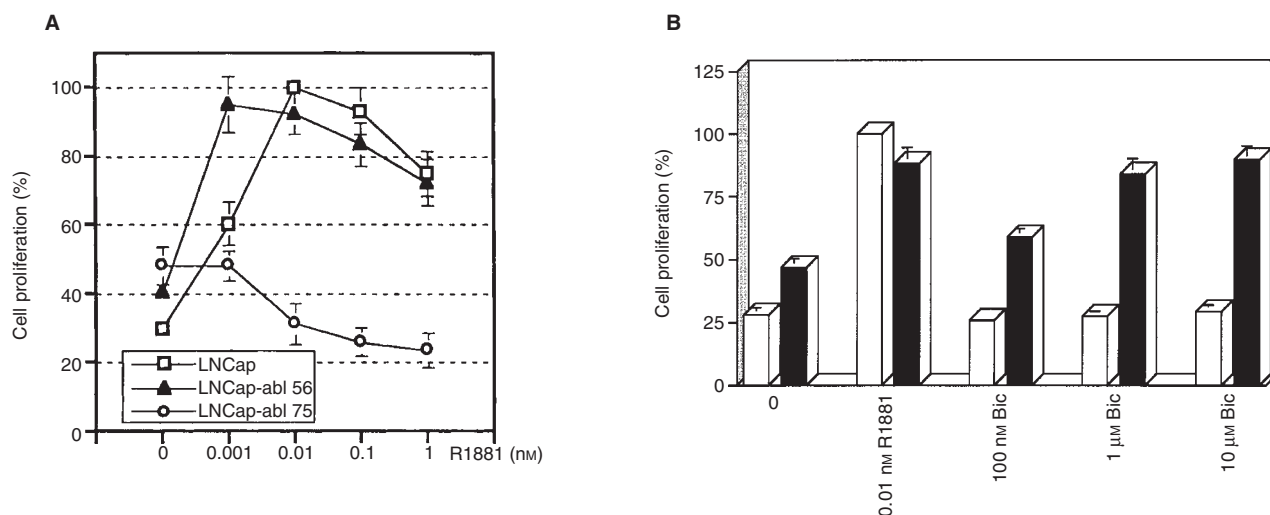 A
Cell proliferation (%)
100
80
60
40
20
0
LNCap
LNCap-abl 56
LNCap-abl 75
0 0.001 0.01 0.1 1 R1881 (nM)
B
Cell proliferation (%)
125
100
75
50
25
0
0
0.01 nM R1881
100 nM Bic
1 µM Bic
10 µM Bic